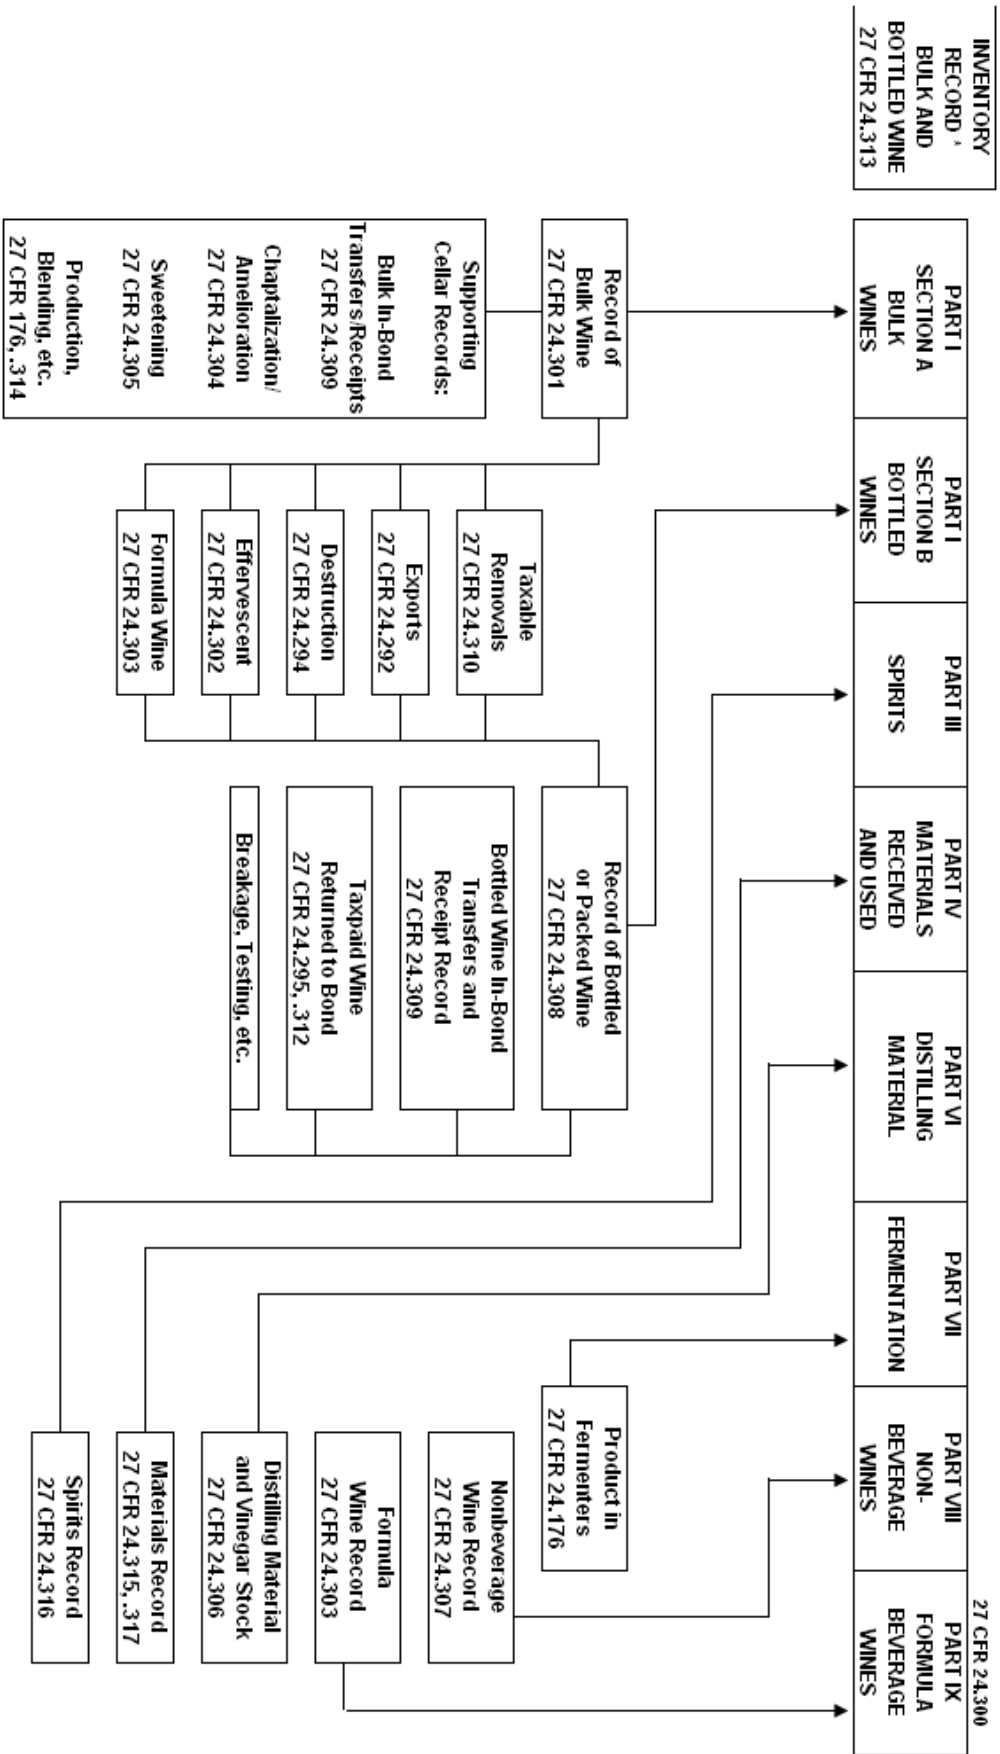 27 CFR 24.300
INVENTORY
RECORD ᴬ
BULK AND
BOTTLED WINE
27 CFR 24.313
PART I
SECTION A
BULK
WINES
PART I
SECTION B
BOTTLED
WINES
PART III
SPIRITS
PART IV
MATERIALS
RECEIVED
AND USED
PART VI
DISTILLING
MATERIAL
PART VII
FERMENTATION
PART VIII
NON-
BEVERAGE
WINES
PART IX
FORMULA
BEVERAGE
WINES
Record of
Bulk Wine
27 CFR 24.301
Supporting
Cellar Records:
Bulk In-Bond
Transfers/Receipts
27 CFR 24.309
Chaptalization/
Amelioration
27 CFR 24.304
Sweetening
27 CFR 24.305
Production,
Blending, etc.
27 CFR 176, .314
Taxable
Removals
27 CFR 24.310
Exports
27 CFR 24.292
Destruction
27 CFR 24.294
Effervescent
27 CFR 24.302
Formula Wine
27 CFR 24.303
Record of Bottled
or Packed Wine
27 CFR 24.308
Bottled Wine In-Bond
Transfers and
Receipt Record
27 CFR 24.309
Taxpaid Wine
Returned to Bond
27 CFR 24.295, .312
Breakage, Testing, etc.
Product in
Fermenters
27 CFR 24.176
Nonbeverage
Wine Record
27 CFR 24.307
Formula
Wine Record
27 CFR 24.303
Distilling Material
and Vinegar Stock
27 CFR 24.306
Materials Record
27 CFR 24.315, .317
Spirits Record
27 CFR 24.316